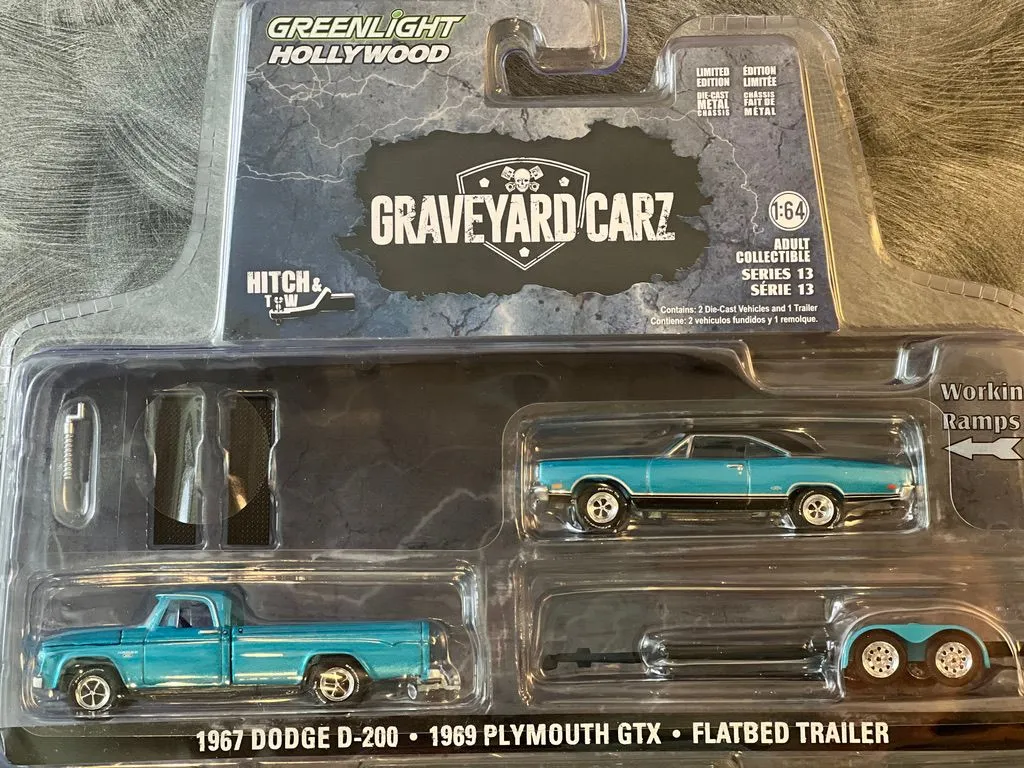 GREENLiGHT
HOLLYWOOD
LIMITED EDITION
DIE-CAST METAL CHASSIS
ÉDITION LIMITÉE
CHÂSSIS FAIT DE MÉTAL
GRAVEYARD CARZ
1:64
ADULT
COLLECTIBLE
SERIES 13
SÉRIE 13
HITCH &
TOW
Contains: 2 Die-Cast Vehicles and 1 Trailer
Contiene: 2 vehículos fundidos y 1 remolque.
Workin
Ramps
1967 DODGE D-200 • 1969 PLYMOUTH GTX • FLATBED TRAILER